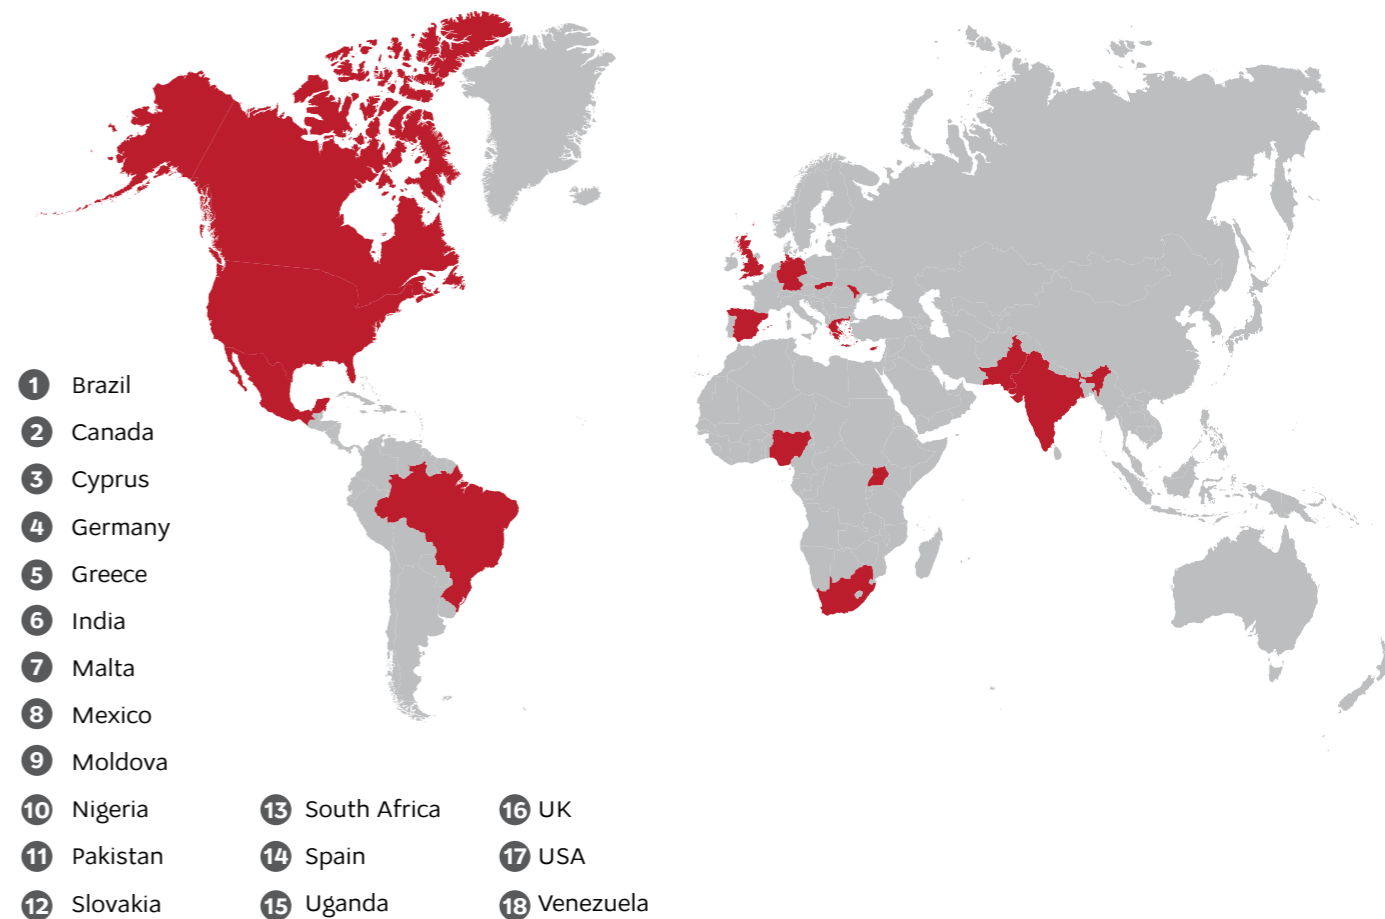 1 Brazil
2 Canada
3 Cyprus
4 Germany
5 Greece
6 India
7 Malta
8 Mexico
9 Moldova
10 Nigeria
11 Pakistan
12 Slovakia
13 South Africa
14 Spain
15 Uganda
16 UK
17 USA
18 Venezuela